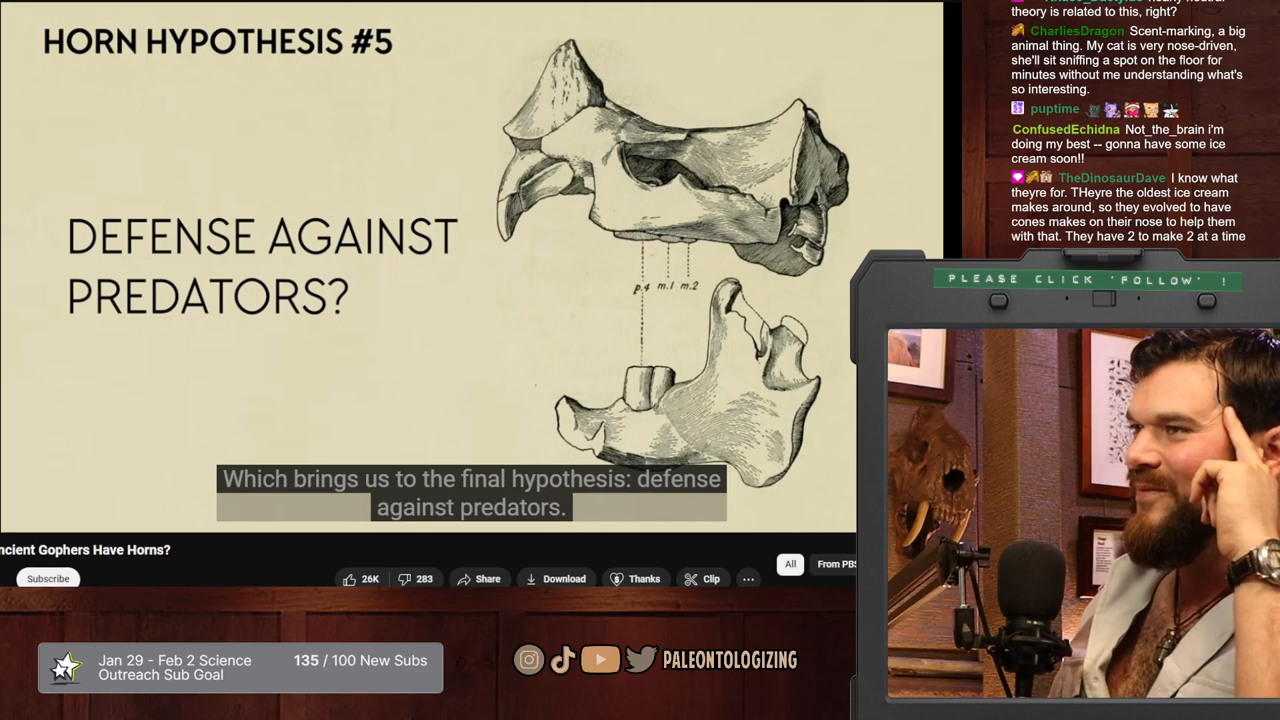 HORN HYPOTHESIS #5
DEFENSE AGAINST
PREDATORS?
p.4 m.1 m.2
Which brings us to the final hypothesis: defense
against predators.
ncient Gophers Have Horns?
Subscribe
26K 283 Share Download Thanks Clip
All From PBS
theory is related to this, right?
CharliesDragon Scent-marking, a big
animal thing. My cat is very nose-driven,
she'll sit sniffing a spot on the floor for
minutes without me understanding what's
so interesting.
puptime
ConfusedEchidna Not_the_brain i'm
doing my best -- gonna have some ice
cream soon!!
TheDinosaurDave I know what
theyre for. THeyre the oldest ice cream
makes around, so they evolved to have
cones makes on their nose to help them
with that. They have 2 to make 2 at a time
PLEASE CLICK 'FOLLOW' !
Jan 29 - Feb 2 Science
Outreach Sub Goal
135 / 100 New Subs
PALEONTOLOGIZING